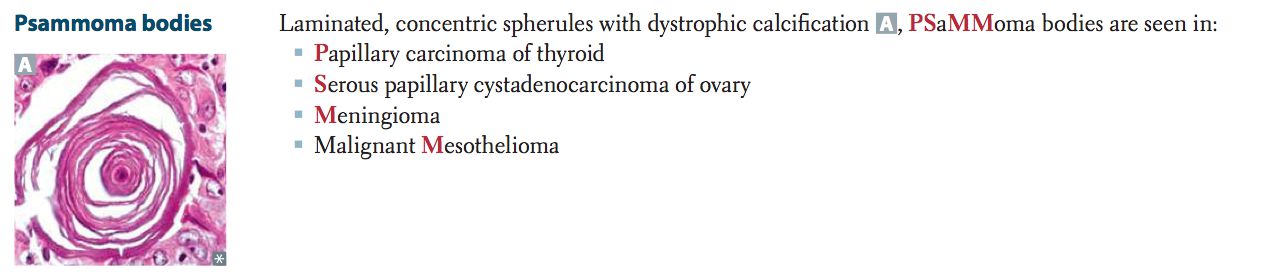 Psammoma bodies
Laminated, concentric spherules with dystrophic calcification A, PSaMMoma bodies are seen in:
▪ Papillary carcinoma of thyroid
▪ Serous papillary cystadenocarcinoma of ovary
▪ Meningioma
▪ Malignant Mesothelioma
A
*